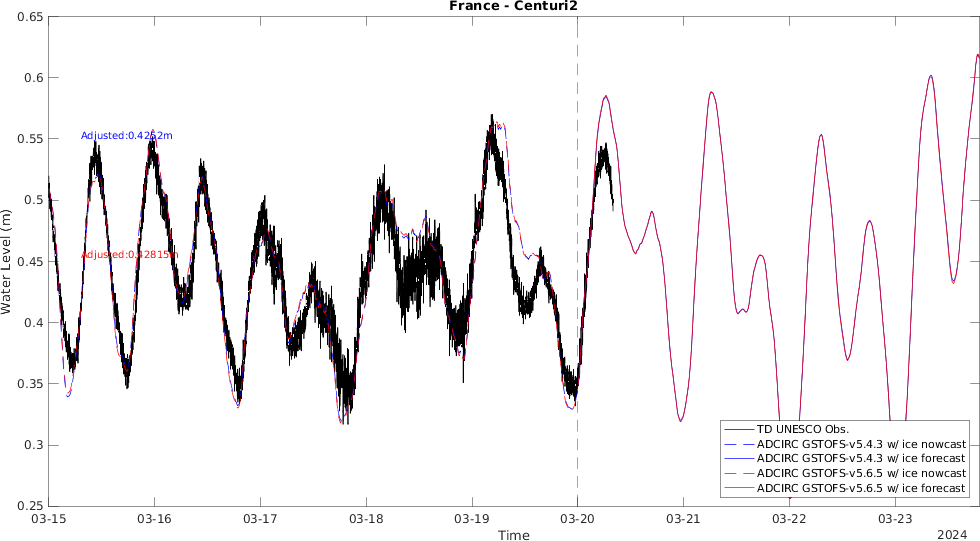 France - Centuri2
0.65
0.6
0.55
0.5
0.45
0.4
0.35
0.3
0.25
Water Level (m)
Adjusted:0.4252m
Adjusted:0.42815m
TD UNESCO Obs.
ADCIRC GSTOFS-v5.4.3 w/ ice nowcast
ADCIRC GSTOFS-v5.4.3 w/ ice forecast
ADCIRC GSTOFS-v5.6.5 w/ ice nowcast
ADCIRC GSTOFS-v5.6.5 w/ ice forecast
03-15 03-16 03-17 03-18 03-19 03-20 03-21 03-22 03-23
Time
2024